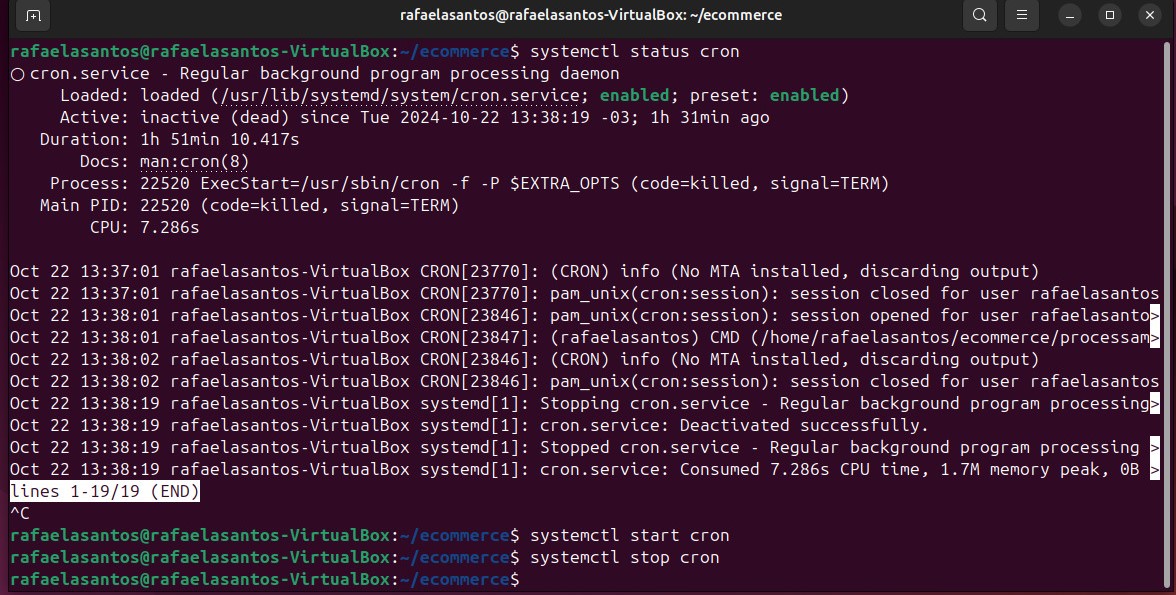 rafaelasantos@rafaelasantos-VirtualBox: ~/ecommerce
rafaelasantos@rafaelasantos-VirtualBox:~/ecommerce$ systemctl status cron
○ cron.service - Regular background program processing daemon
Loaded: loaded (/usr/lib/systemd/system/cron.service; enabled; preset: enabled)
Active: inactive (dead) since Tue 2024-10-22 13:38:19 -03; 1h 31min ago
Duration: 1h 51min 10.417s
Docs: man:cron(8)
Process: 22520 ExecStart=/usr/sbin/cron -f -P $EXTRA_OPTS (code=killed, signal=TERM)
Main PID: 22520 (code=killed, signal=TERM)
CPU: 7.286s
Oct 22 13:37:01 rafaelasantos-VirtualBox CRON[23770]: (CRON) info (No MTA installed, discarding output)
Oct 22 13:37:01 rafaelasantos-VirtualBox CRON[23770]: pam_unix(cron:session): session closed for user rafaelasantos
Oct 22 13:38:01 rafaelasantos-VirtualBox CRON[23846]: pam_unix(cron:session): session opened for user rafaelasanto>
Oct 22 13:38:01 rafaelasantos-VirtualBox CRON[23847]: (rafaelasantos) CMD (/home/rafaelasantos/ecommerce/processam>
Oct 22 13:38:02 rafaelasantos-VirtualBox CRON[23846]: (CRON) info (No MTA installed, discarding output)
Oct 22 13:38:02 rafaelasantos-VirtualBox CRON[23846]: pam_unix(cron:session): session closed for user rafaelasantos
Oct 22 13:38:19 rafaelasantos-VirtualBox systemd[1]: Stopping cron.service - Regular background program processing>
Oct 22 13:38:19 rafaelasantos-VirtualBox systemd[1]: cron.service: Deactivated successfully.
Oct 22 13:38:19 rafaelasantos-VirtualBox systemd[1]: Stopped cron.service - Regular background program processing >
Oct 22 13:38:19 rafaelasantos-VirtualBox systemd[1]: cron.service: Consumed 7.286s CPU time, 1.7M memory peak, 0B >
lines 1-19/19 (END)
^C
rafaelasantos@rafaelasantos-VirtualBox:~/ecommerce$ systemctl start cron
rafaelasantos@rafaelasantos-VirtualBox:~/ecommerce$ systemctl stop cron
rafaelasantos@rafaelasantos-VirtualBox:~/ecommerce$